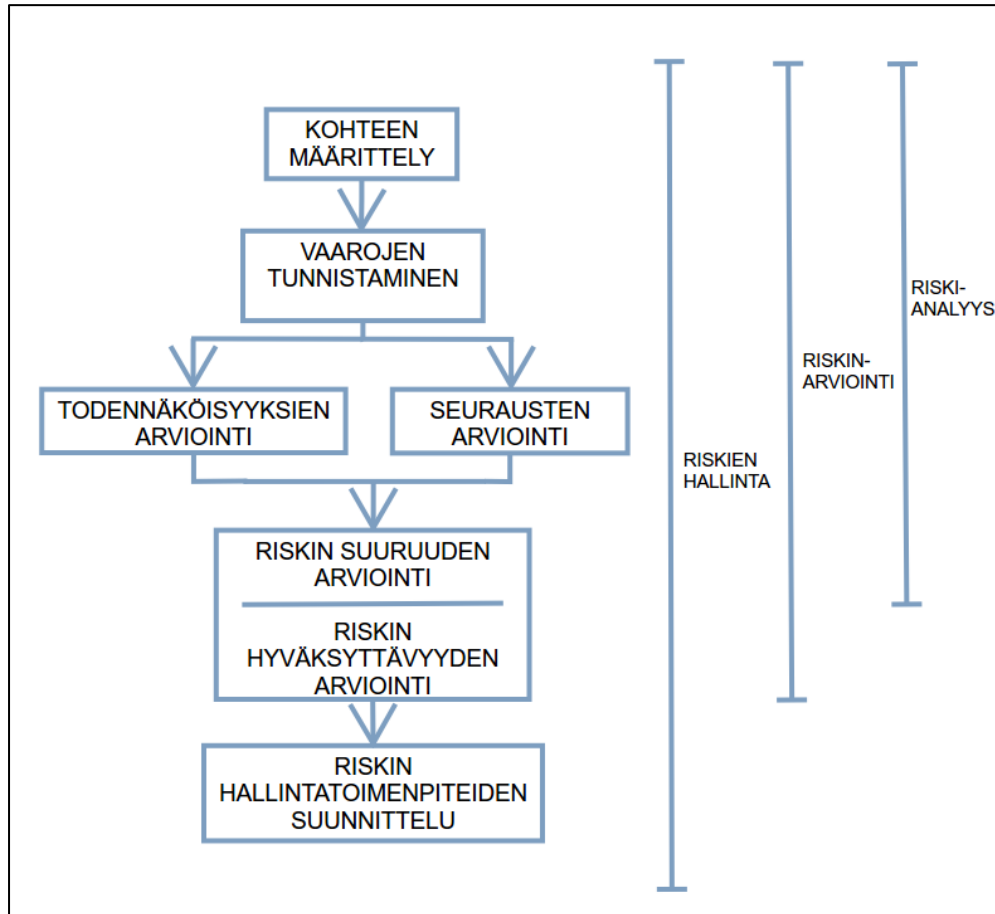 KOHTEEN
MÄÄRITTELY
VAAROJEN
TUNNISTAMINEN
TODENNÄKÖISYYKSIEN
ARVIOINTI
SEURAUSTEN
ARVIOINTI
RISKIN SUURUUDEN
ARVIOINTI
RISKIN
HYVÄKSYTTÄVYYDEN
ARVIOINTI
RISKIN
HALLINTATOIMENPITEIDEN
SUUNNITTELU
RISKIEN
HALLINTA
RISKIN-
ARVIOINTI
RISKI-
ANALYYS